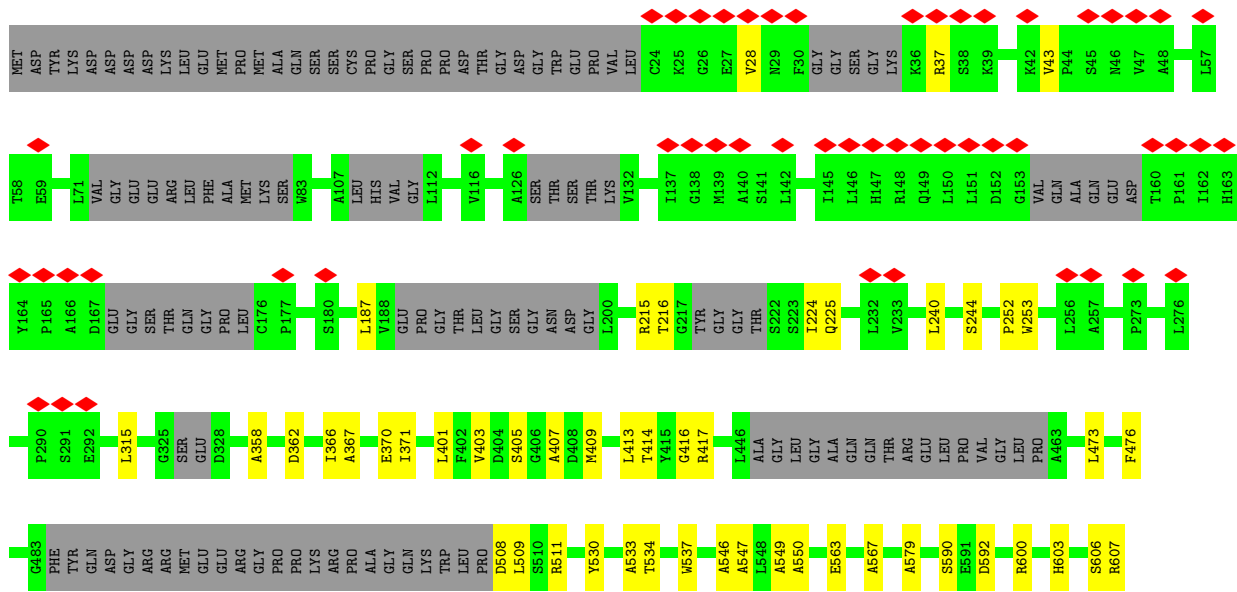 MET ASP TYR LYS ASP ASP ASP ASP LYS LEU GLU MET PRO MET ALA GLN SER SER CYS PRO GLY SER PRO PRO ASP THR GLY ASP GLY TRP GLU PRO VAL LEU C24 K25 G26 E27 V28 N29 F30 GLY GLY SER GLY LYS K36 R37 S38 K39 K42 V43 P44 S45 N46 V47 A48 L57
T58 E59 L71 VAL GLY GLU GLU ARG LEU PHE ALA MET LYS SER W83 A107 LEU HIS VAL GLY L112 V116 A126 SER THR SER THR LYS V132 I137 G138 M139 A140 S141 L142 I145 L146 H147 R148 Q149 L150 L151 D152 G153 VAL GLN ALA GLN GLU ASP T160 P161 I162 H163
Y164 P165 A166 D167 GLU GLY SER THR GLN GLY PRO LEU C176 P177 S180 L187 V188 GLU PRO GLY THR LEU GLY SER GLY ASN ASP GLY L200 R215 T216 G217 TYR GLY GLY THR S222 S223 I224 Q225 L232 V233 L240 S244 P252 W253 L256 A257 P273 L276
P290 S291 E292 L315 G325 SER GLU D328 A358 D362 I366 A367 E370 I371 L401 F402 V403 D404 S405 G406 A407 D408 M409 L413 T414 Y415 G416 R417 L446 ALA GLY LEU GLY ALA GLN GLN THR ARG GLU LEU PRO VAL GLY LEU PRO A463 L473 F476
G483 PHE TYR GLN ASP GLY ARG ARG MET GLU GLU ARG GLY PRO PRO LYS ARG PRO ALA GLY GLN LYS TRP LEU PRO D508 L509 S510 R511 Y530 A533 T534 W537 A546 A547 L548 A549 A550 E563 A567 A579 S590 E591 D592 R600 H603 S606 R607